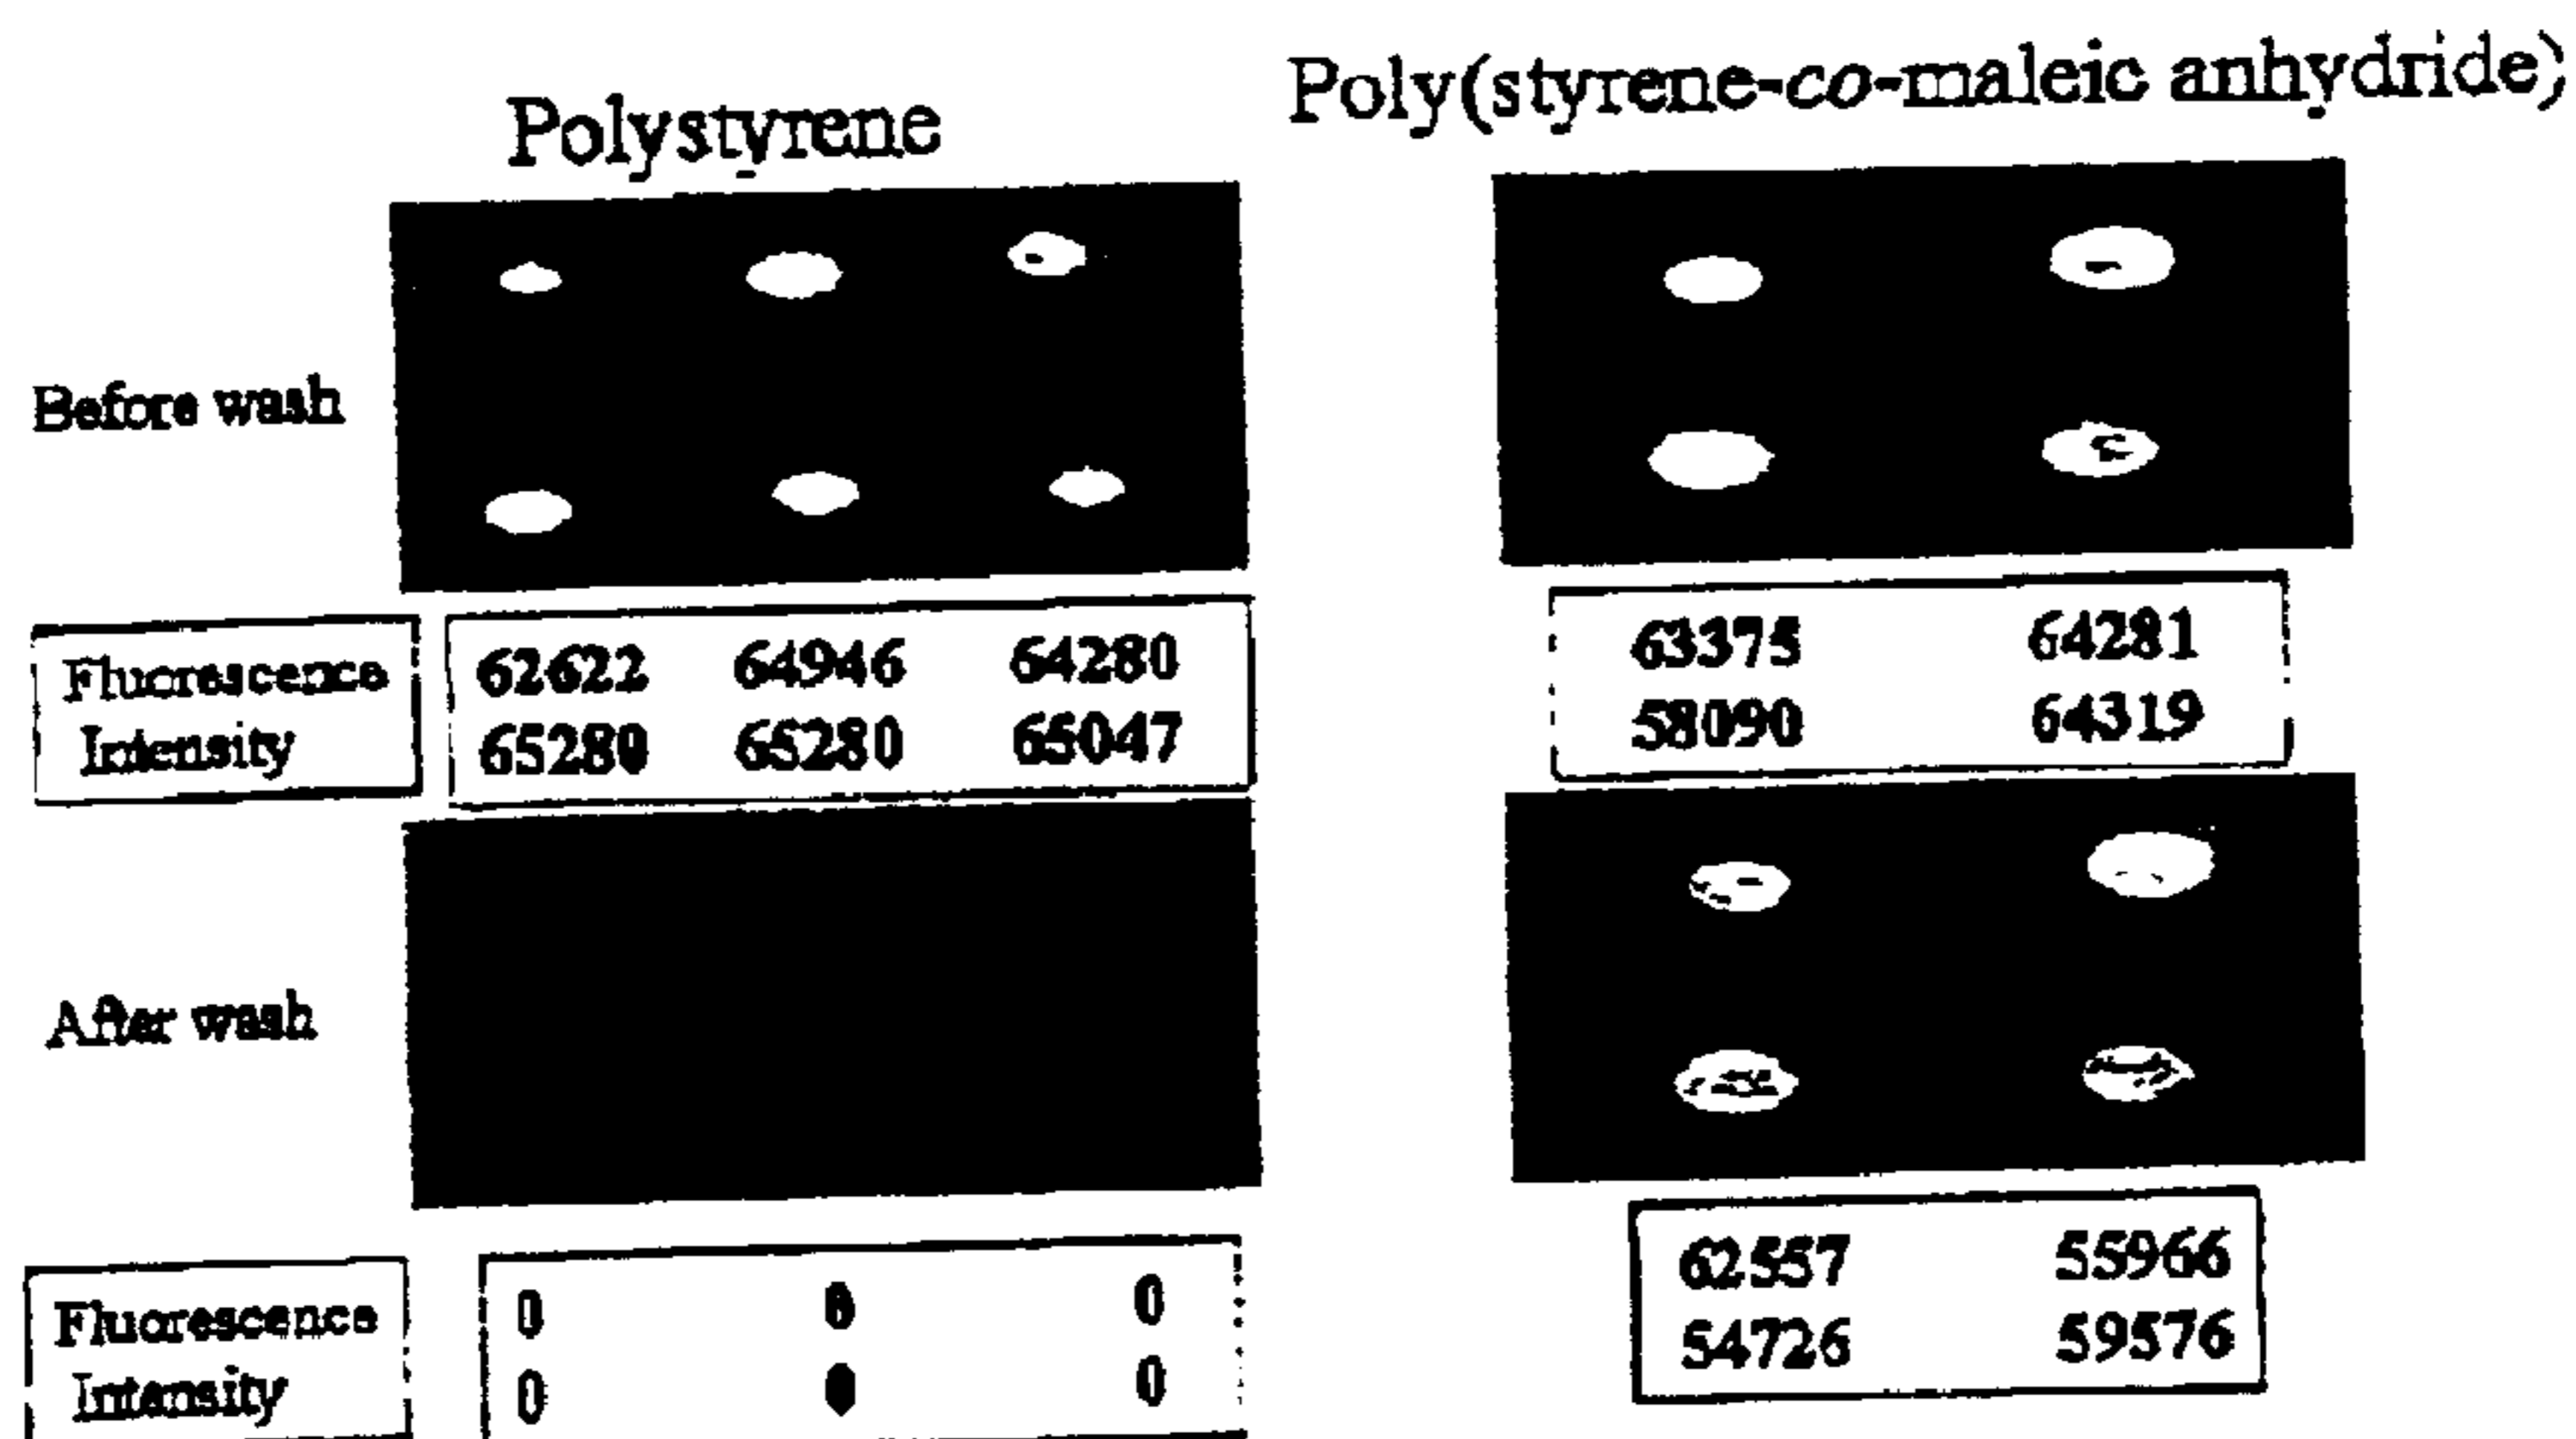 Polystyrene
Poly(styrene-co-maleic anhydride)
Before wash
Fluorescence
Intensity
62622 64946 64280
65280 65280 65047
63375 64281
58090 64319
After wash
Fluorescence
Intensity
0 0 0
0 0 0
62557 55966
54726 59576